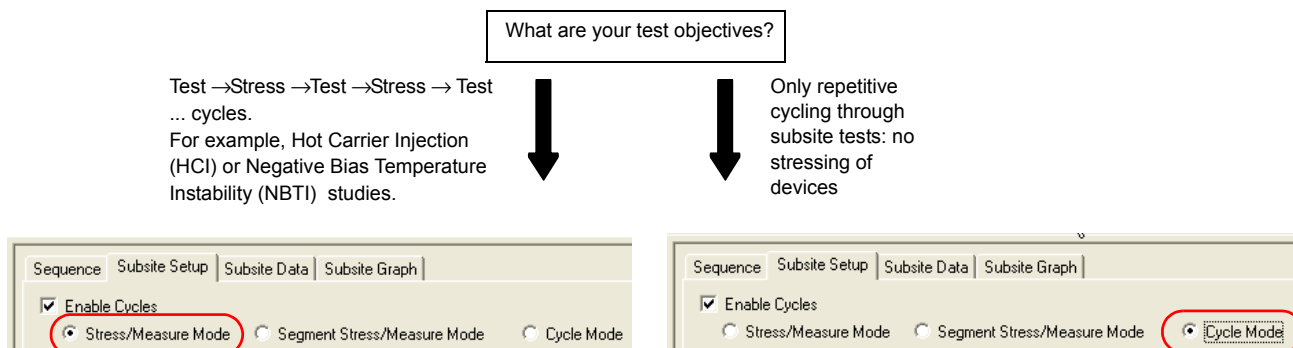 What are your test objectives?
Test →Stress →Test →Stress → Test
... cycles.
For example, Hot Carrier Injection
(HCI) or Negative Bias Temperature
Instability (NBTI) studies.
Only repetitive
cycling through
subsite tests: no
stressing of
devices
Sequence Subsite Setup Subsite Data Subsite Graph
Enable Cycles
Stress/Measure Mode Segment Stress/Measure Mode Cycle Mode
Sequence Subsite Setup Subsite Data Subsite Graph
Enable Cycles
Stress/Measure Mode Segment Stress/Measure Mode Cycle Mode